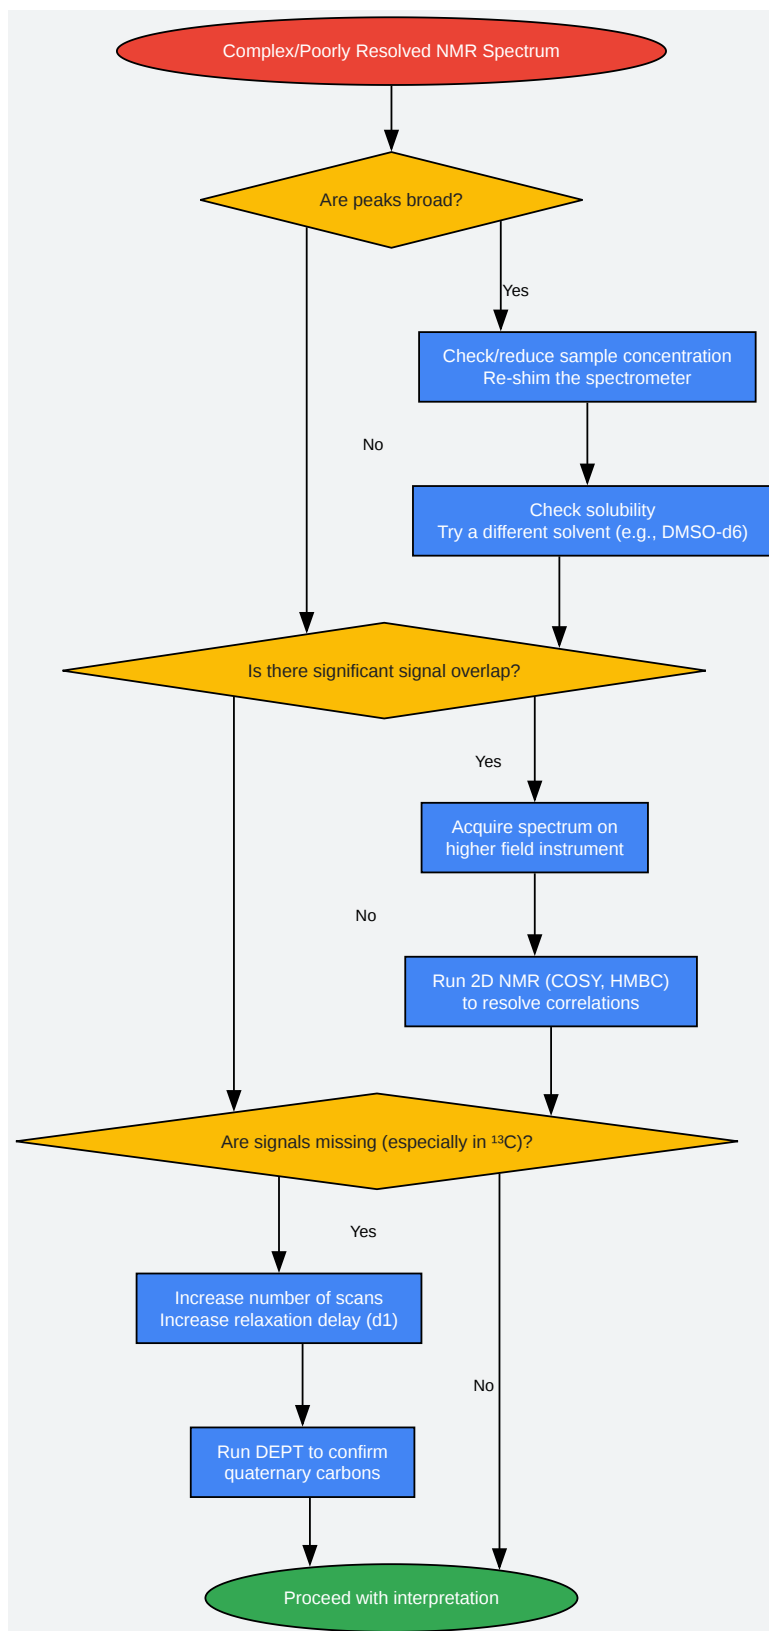 Complex/Poorly Resolved NMR Spectrum
Are peaks broad?
Yes
Check/reduce sample concentration
Re-shim the spectrometer
No
Check solubility
Try a different solvent (e.g., DMSO-d6)
Is there significant signal overlap?
Yes
Acquire spectrum on
higher field instrument
No
Run 2D NMR (COSY, HMBC)
to resolve correlations
Are signals missing (especially in ¹³C)?
Yes
Increase number of scans
Increase relaxation delay (d1)
No
Run DEPT to confirm
quaternary carbons
Proceed with interpretation